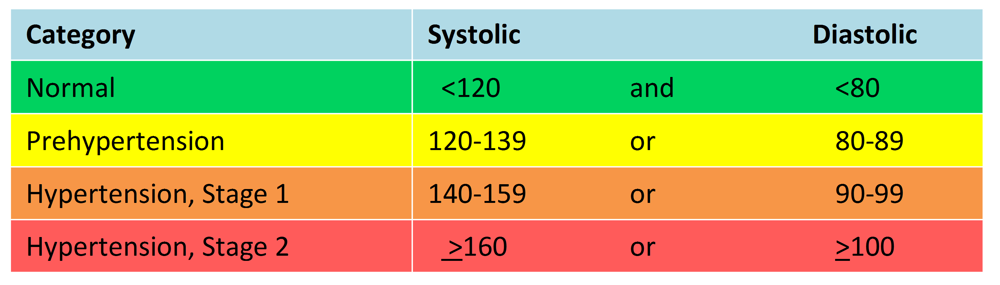 Category Systolic Diastolic
Normal <120 and <80
Prehypertension 120-139 or 80-89
Hypertension, Stage 1 140-159 or 90-99
Hypertension, Stage 2 >160 or >100